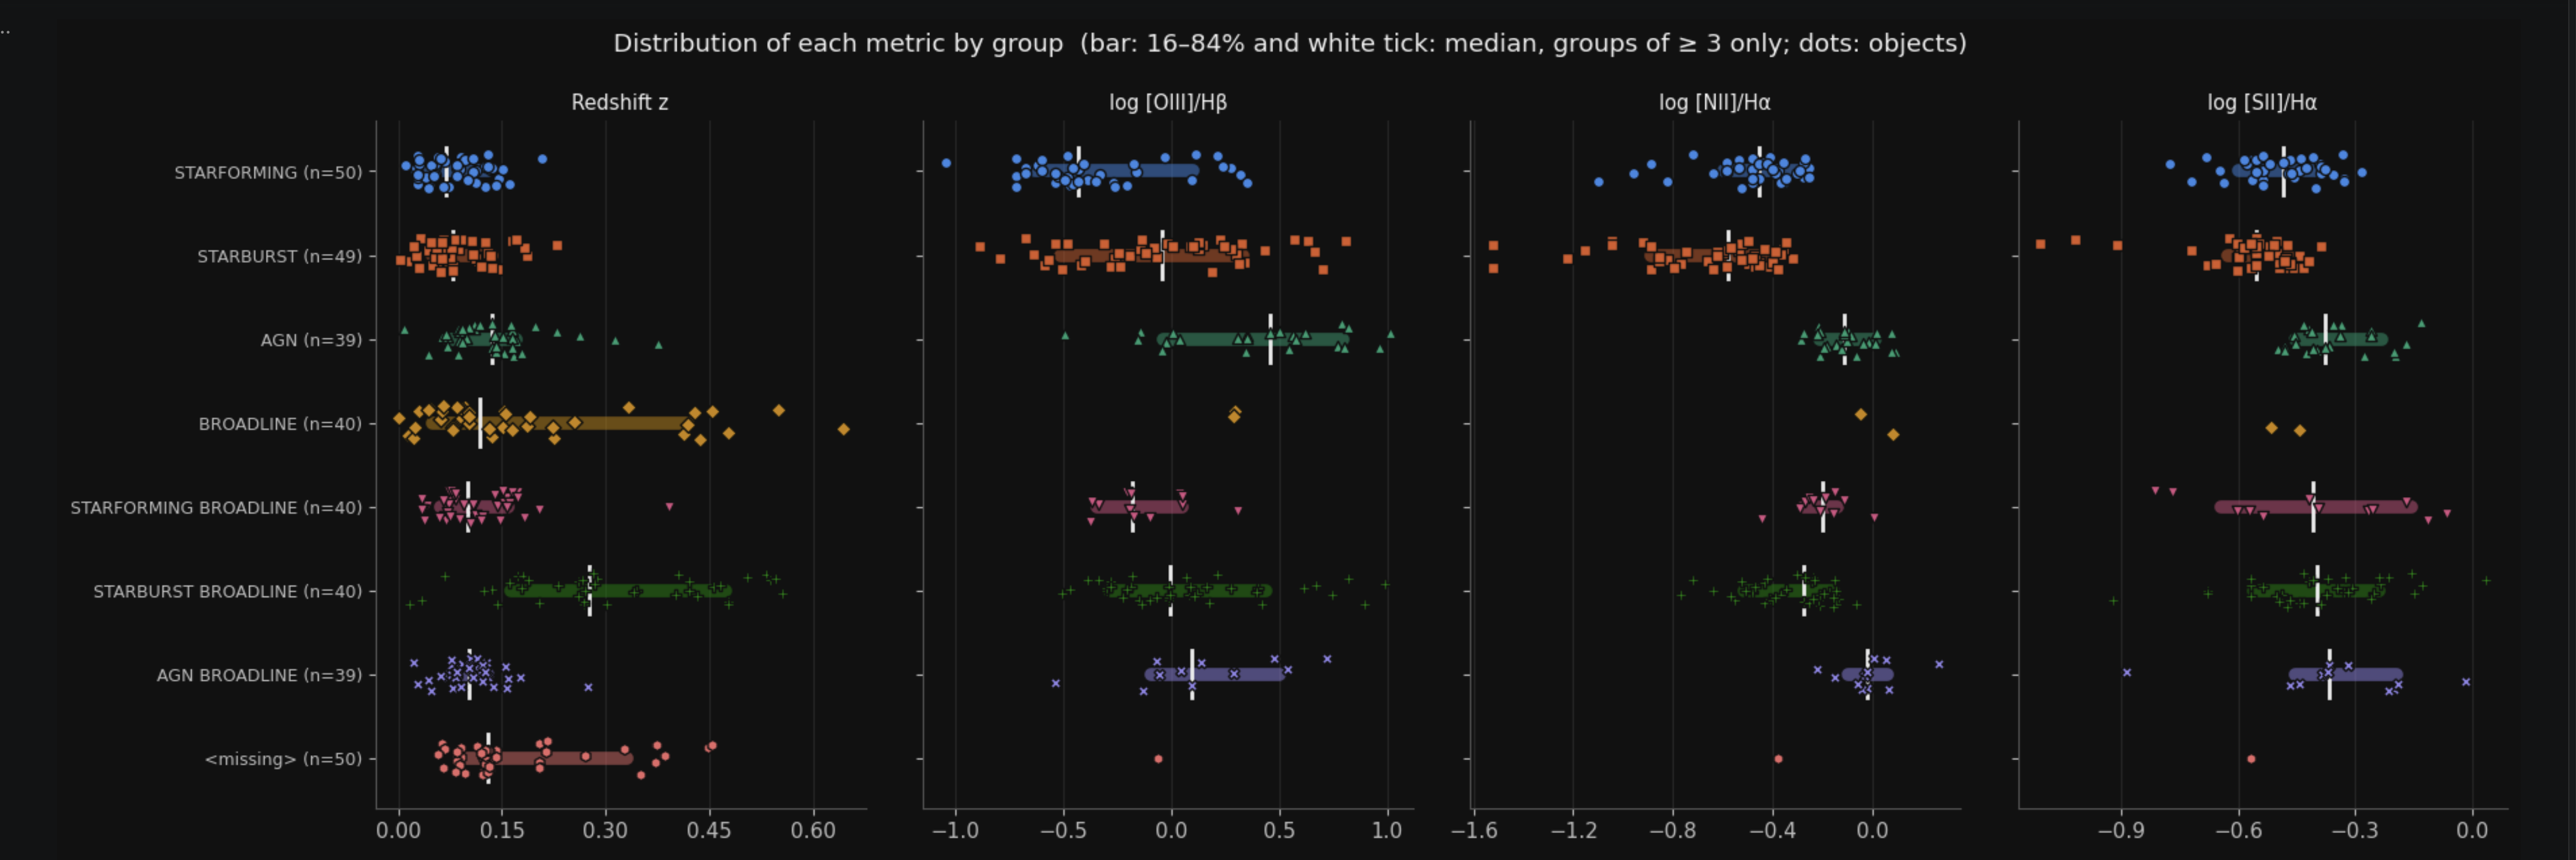 ..
Distribution of each metric by group (bar: 16–84% and white tick: median, groups of ≥ 3 only; dots: objects)
Redshift z
log [OIII]/Hβ
log [NII]/Hα
log [SII]/Hα
STARFORMING (n=50)
STARBURST (n=49)
AGN (n=39)
BROADLINE (n=40)
STARFORMING BROADLINE (n=40)
STARBURST BROADLINE (n=40)
AGN BROADLINE (n=39)
<missing> (n=50)
0.00 0.15 0.30 0.45 0.60
−1.0 −0.5 0.0 0.5 1.0
−1.6 −1.2 −0.8 −0.4 0.0
−0.9 −0.6 −0.3 0.0